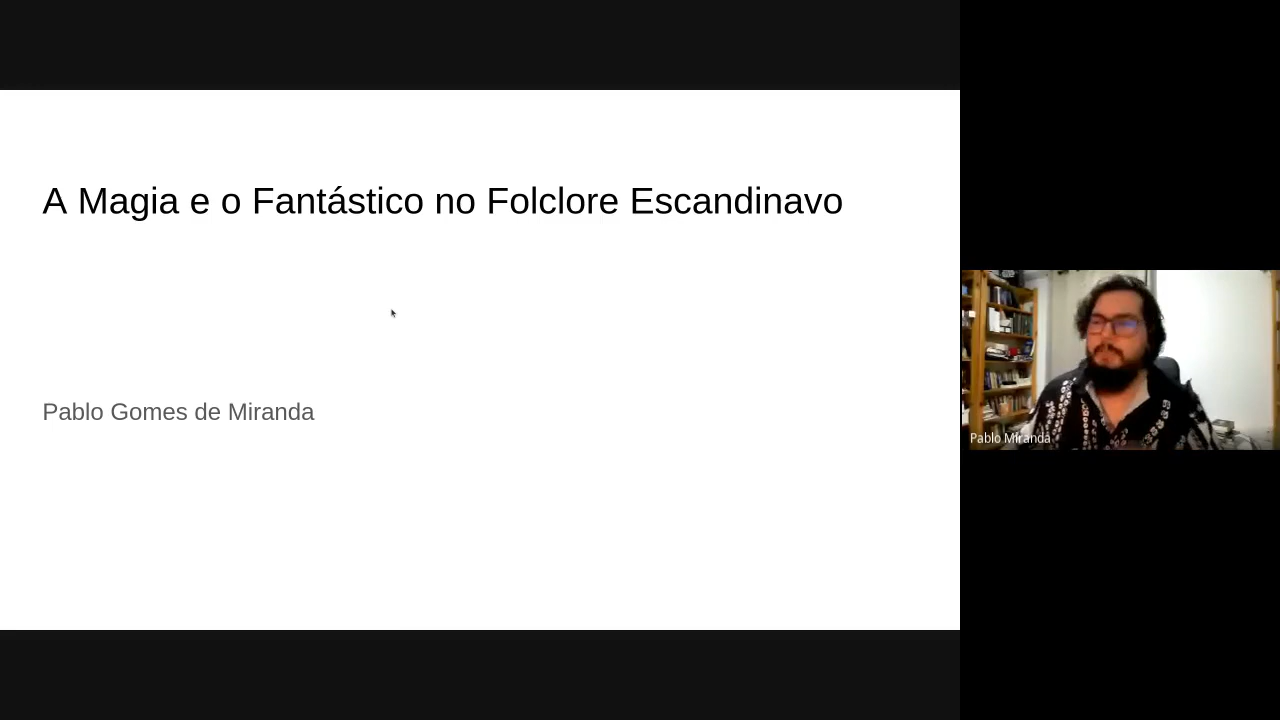 A Magia e o Fantástico no Folclore Escandinavo
Pablo Gomes de Miranda
Pablo Miranda